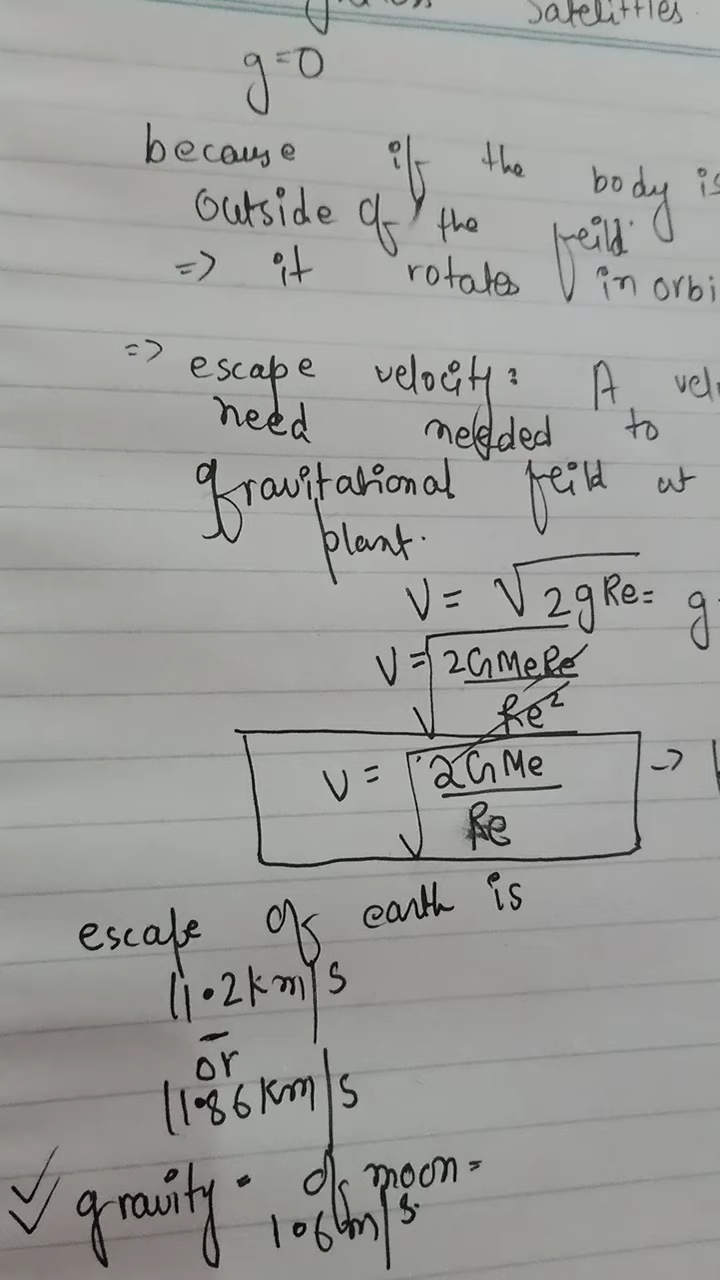 satelittles
g=0
because if the body is
outside of the feild
=> it rotates in orbi
=> escape velocity: A vel
need needed to
gravitational feild at
plant.
V = √2gRe = g
V = √2GMeRe/Re²
V = √2GMe/Re ->
escape of earth is
11.2km/s
or
11.86km/s
gravity of moon =
1.6m/s